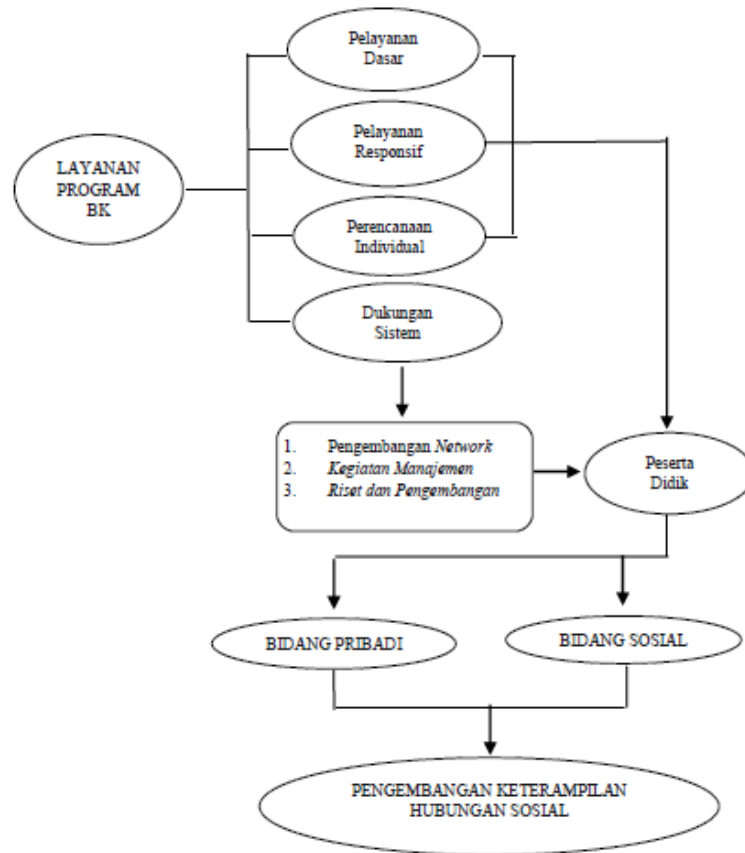 Pelayanan
Dasar
Pelayanan
Responsif
LAYANAN
PROGRAM
BK
Perencanaan
Individual
Dukungan
Sistem
1. Pengembangan Network
2. Kegiatan Manajemen
3. Riset dan Pengembangan
Peserta
Didik
BIDANG PRIBADI
BIDANG SOSIAL
PENGEMBANGAN KETERAMPILAN
HUBUNGAN SOSIAL